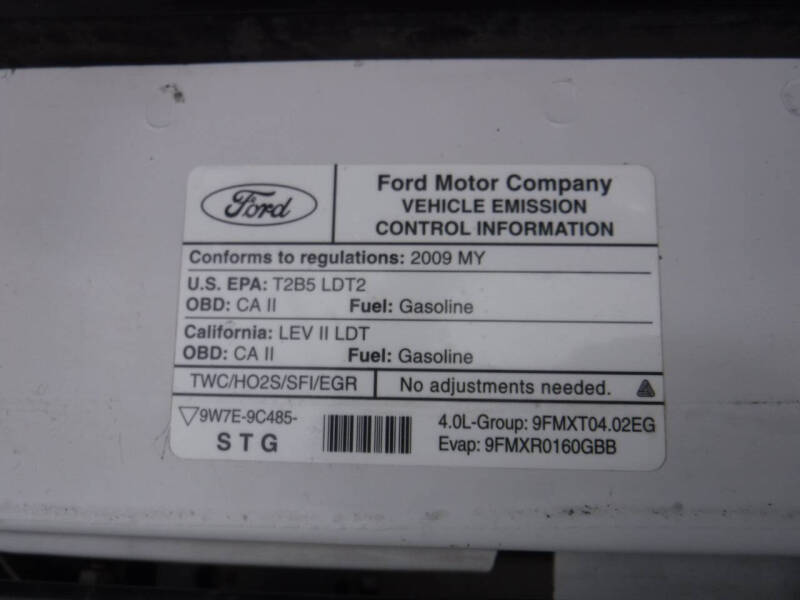 Ford
Ford Motor Company
VEHICLE EMISSION
CONTROL INFORMATION
Conforms to regulations: 2009 MY
U.S. EPA: T2B5 LDT2
OBD: CA II Fuel: Gasoline
California: LEV II LDT
OBD: CA II Fuel: Gasoline
TWC/HO2S/SFI/EGR No adjustments needed.
9W7E-9C485-
STG
4.0L-Group: 9FMXT04.02EG
Evap: 9FMXR0160GBB